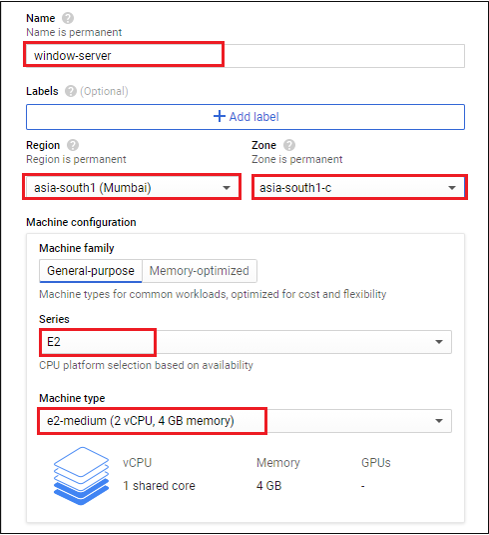 Name
Name is permanent
window-server
Labels (Optional)
+ Add label
Region Zone
Region is permanent Zone is permanent
asia-south1 (Mumbai) asia-south1-c
Machine configuration
Machine family
General-purpose Memory-optimized
Machine types for common workloads, optimized for cost and flexibility
Series
E2
CPU platform selection based on availability
Machine type
e2-medium (2 vCPU, 4 GB memory)
vCPU Memory GPUs
1 shared core 4 GB -